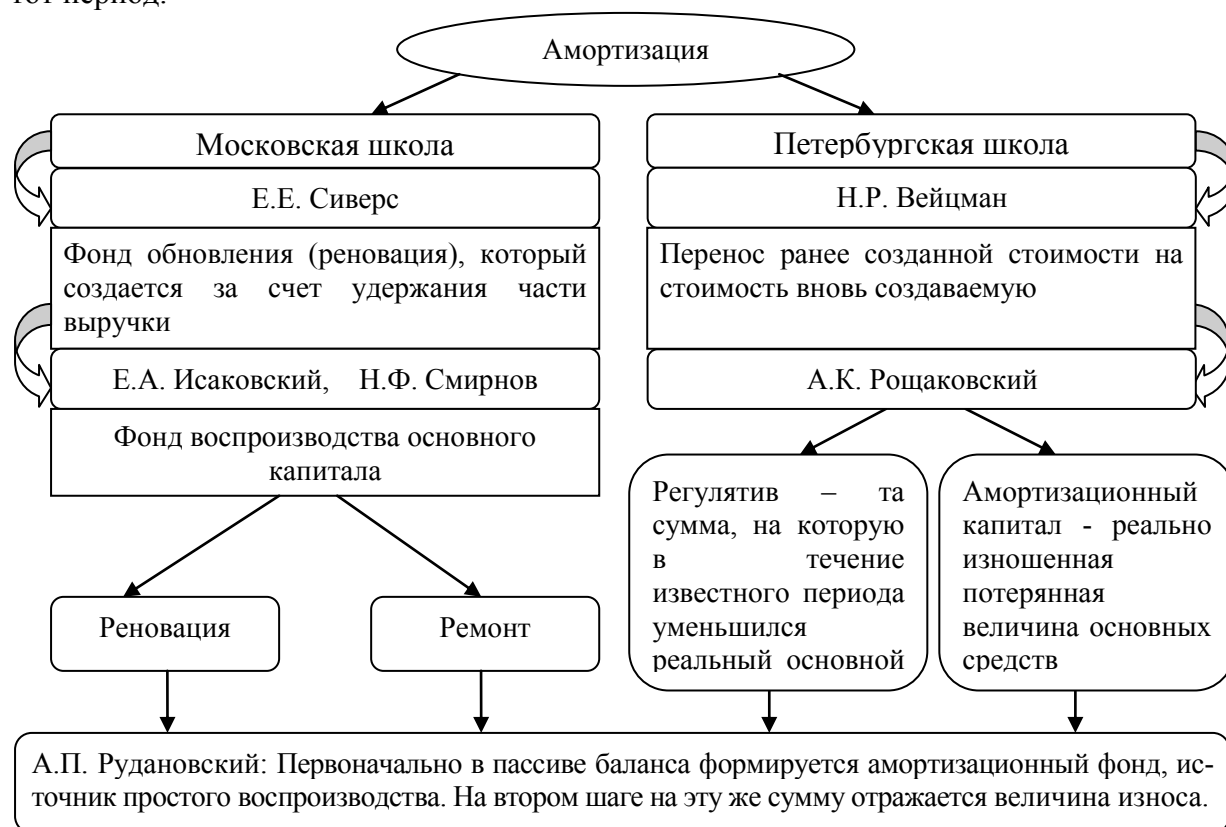 тот период.
Амортизация
Московская школа
Е.Е. Сиверс
Фонд обновления (реновация), который
создается за счет удержания части
выручки
Е.А. Исаковский, Н.Ф. Смирнов
Фонд воспроизводства основного
капитала
Реновация
Ремонт
Петербургская школа
Н.Р. Вейцман
Перенос ранее созданной стоимости на
стоимость вновь создаваемую
А.К. Рощаковский
Регулятив – та
сумма, на которую
в течение
известного периода
уменьшился
реальный основной
Амортизационный
капитал - реально
изношенная
потерянная
величина основных
средств
А.П. Рудановский: Первоначально в пассиве баланса формируется амортизационный фонд, ис-
точник простого воспроизводства. На втором шаге на эту же сумму отражается величина износа.